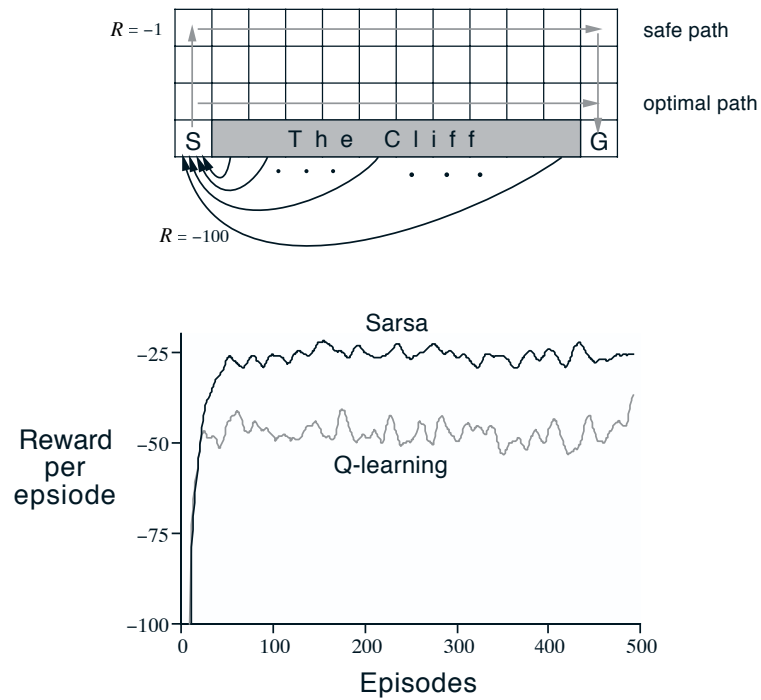 R = −1
safe path
optimal path
S
The Cliff
G
R = −100
Sarsa
−25
−50
−75
−100
Reward
per
epsiode
Q-learning
0
100
200
300
400
500
Episodes